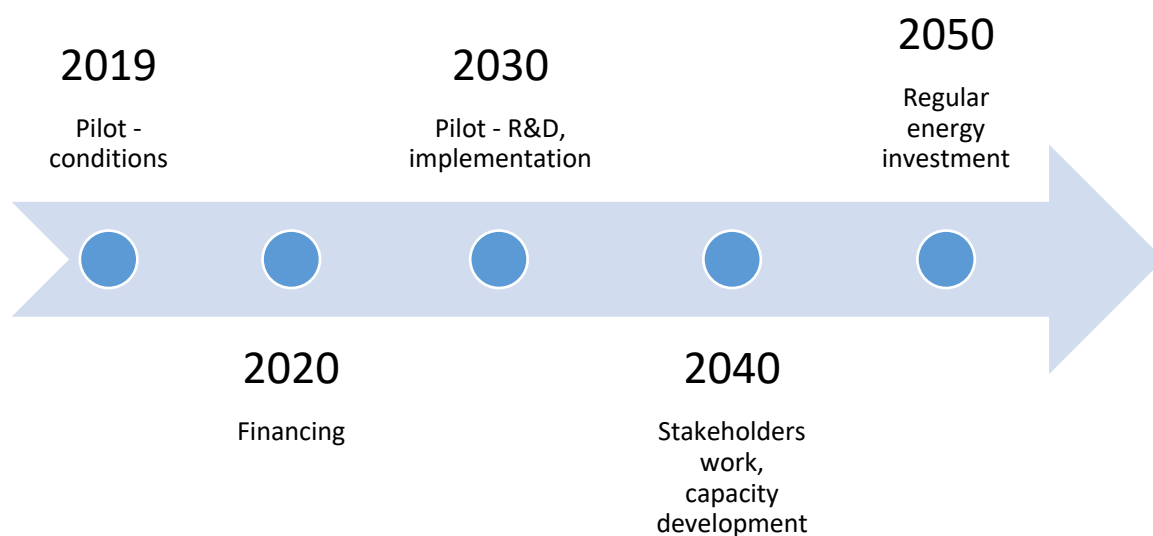 2019
Pilot -
conditions
2020
Financing
2030
Pilot - R&D,
implementation
2040
Stakeholders
work,
capacity
development
2050
Regular
energy
investment